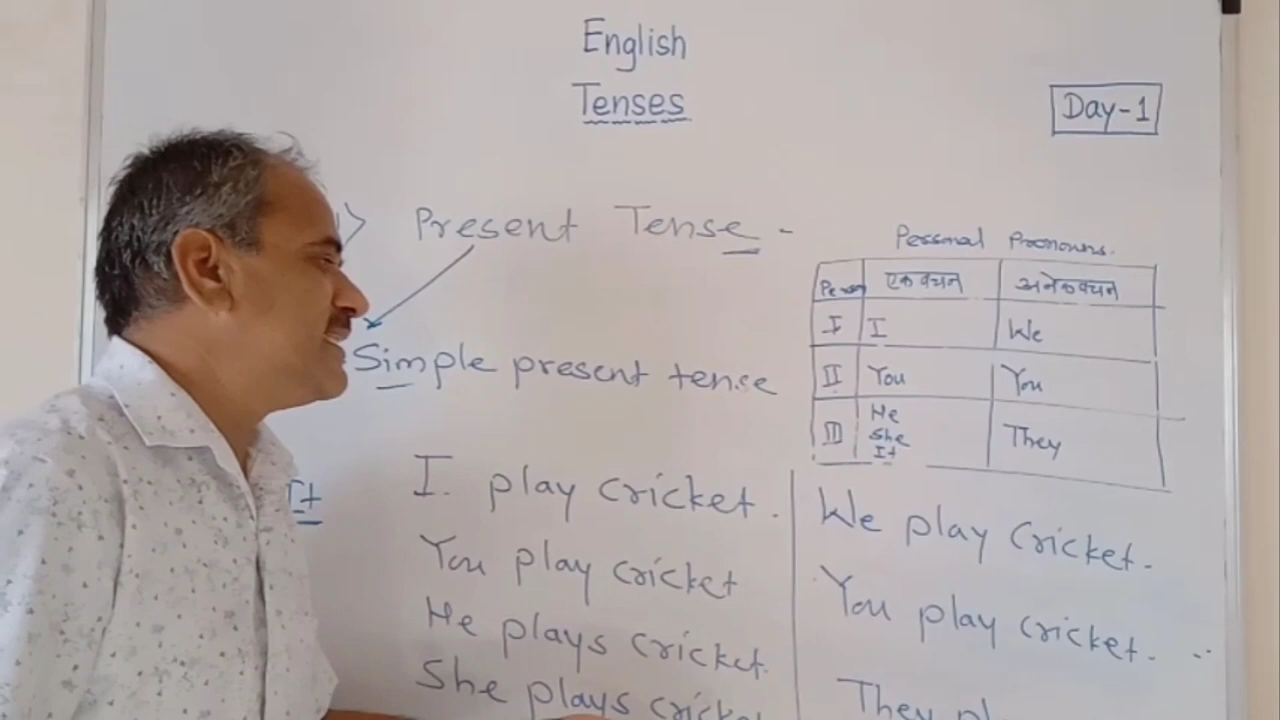 English
Tenses
Day-1
Present Tense -
Personal Pronouns.
Person एकवचन अनेकवचन
I I We
II You You
III He She It They
Simple present tense
It
I. play cricket.
You play cricket
He plays cricket.
She plays
We play cricket.
You play cricket.
They